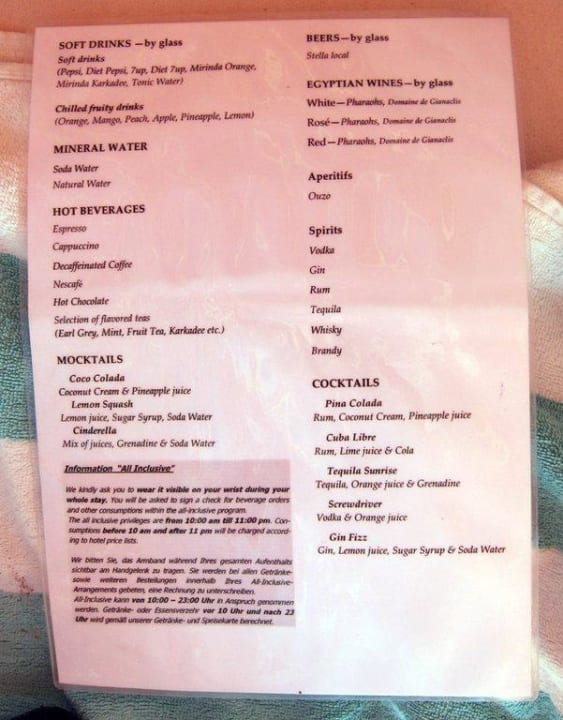 SOFT DRINKS —by glass
Soft drinks
(Pepsi, Diet Pepsi, 7up, Diet 7up, Mirinda Orange,
Mirinda Karkadee, Tonic Water)
Chilled fruity drinks
(Orange, Mango, Peach, Apple, Pineapple, Lemon)
MINERAL WATER
Soda Water
Natural Water
HOT BEVERAGES
Espresso
Cappuccino
Decaffeinated Coffee
Nescafè
Hot Chocolate
Selection of flavored teas
(Earl Grey, Mint, Fruit Tea, Karkadee etc.)
MOCKTAILS
Coco Colada
Coconut Cream & Pineapple juice
Lemon Squash
Lemon juice, Sugar Syrup, Soda Water
Cinderella
Mix of juices, Grenadine & Soda Water
Information "All Inclusive"
We kindly ask you to wear it visible on your wrist during your
whole stay. You will be asked to sign a check for beverage orders
and other consumptions within the all-inclusive program.
The all inclusive privileges are from 10:00 am till 11:00 pm. Con-
sumptions before 10 am and after 11 pm will be charged accord-
ing to hotel price lists.
Wir bitten Sie, das Armband während Ihres gesamten Aufenthalts
sichtbar am Handgelenk zu tragen. Sie werden bei allen Getränke-
sowie weiteren Bestellungen innerhalb Ihres All-Inclusive-
Arrangements gebeten, eine Rechnung zu unterschreiben.
All-Inclusive kann von 10:00 – 23:00 Uhr in Anspruch genommen
werden. Getränke- oder Essensverzehr vor 10 Uhr und nach 23
Uhr wird gemäß unserer Getränke- und Speisekarte berechnet.
BEERS—by glass
Stella local
EGYPTIAN WINES—by glass
White—Pharaohs, Domaine de Gianaclis
Rosé—Pharaohs, Domaine de Gianaclis
Red—Pharaohs, Domaine de Gianaclis
Aperitifs
Ouzo
Spirits
Vodka
Gin
Rum
Tequila
Whisky
Brandy
COCKTAILS
Pina Colada
Rum, Coconut Cream, Pineapple juice
Cuba Libre
Rum, Lime juice & Cola
Tequila Sunrise
Tequila, Orange juice & Grenadine
Screwdriver
Vodka & Orange juice
Gin Fizz
Gin, Lemon juice, Sugar Syrup & Soda Water